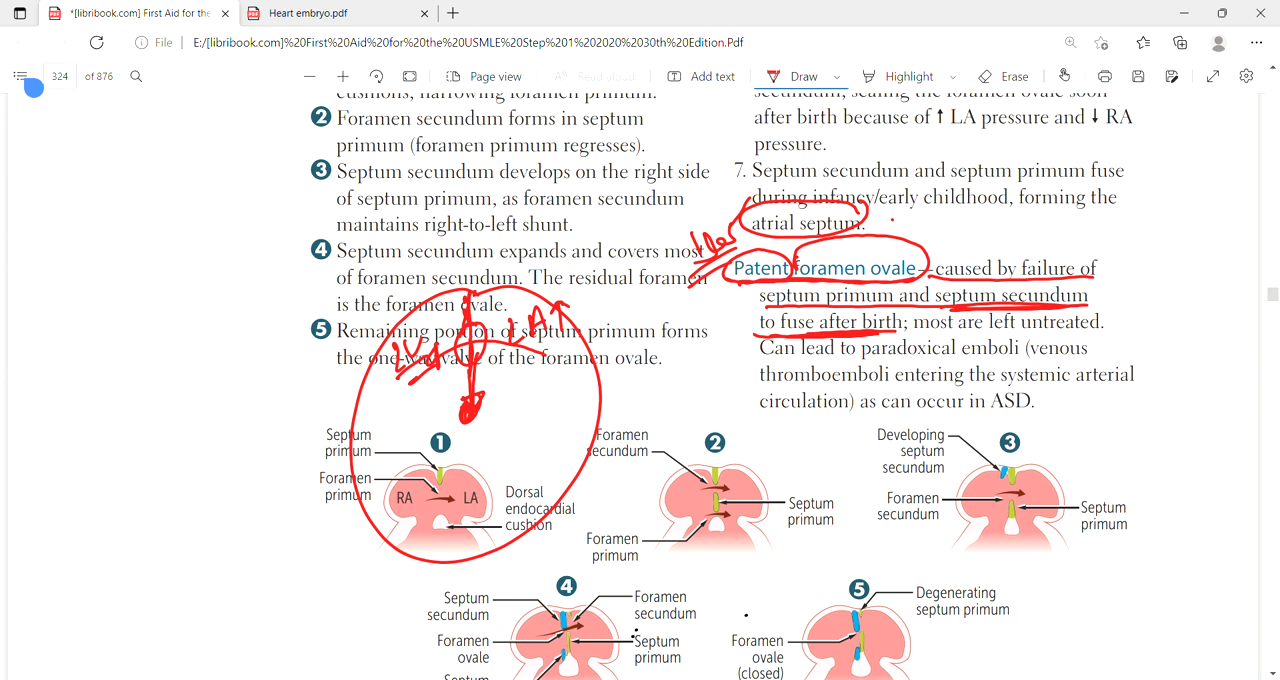 *[libribook.com] First Aid for the
Heart embryo.pdf
File
E:/[libribook.com]%20First%20Aid%20for%20the%20USMLE%20Step%201%202020%2030th%20Edition.Pdf
324 of 876
Page view
Read aloud
Add text
Draw
Highlight
Erase
cushions, narrowing foramen primum.
2 Foramen secundum forms in septum
primum (foramen primum regresses).
3 Septum secundum develops on the right side
of septum primum, as foramen secundum
maintains right-to-left shunt.
4 Septum secundum expands and covers most
of foramen secundum. The residual foramen
is the foramen ovale.
5 Remaining portion of septum primum forms
the one-way valve of the foramen ovale.
secundum, sealing the foramen ovale soon
after birth because of ↑ LA pressure and ↓ RA
pressure.
7. Septum secundum and septum primum fuse
during infancy/early childhood, forming the
atrial septum.
Patent foramen ovale—caused by failure of
septum primum and septum secundum
to fuse after birth; most are left untreated.
Can lead to paradoxical emboli (venous
thromboemboli entering the systemic arterial
circulation) as can occur in ASD.
LA↑
1
Septum
primum
Foramen
primum
RA
LA
Dorsal
endocardial
cushion
2
Foramen
secundum
Septum
primum
Foramen
primum
3
Developing
septum
secundum
Foramen
secundum
Septum
primum
4
Septum
secundum
Foramen
secundum
Foramen
ovale
Septum
primum
Septum
5
Degenerating
septum primum
Foramen
ovale
(closed)